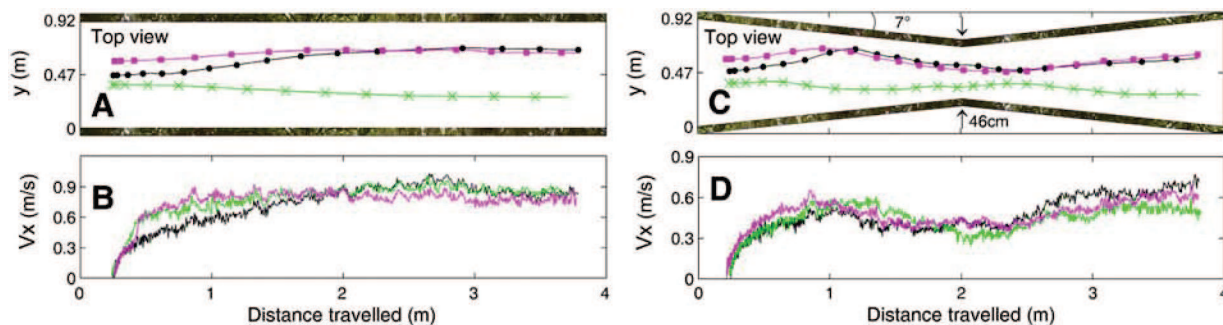 0.92
Top view
y (m)
0.47
A
0
0.9
B
Vx (m/s)
0.6
0.3
0
0 1 2 3 4
Distance travelled (m)
0.92
7°
Top view
y (m)
0.47
C
46cm
0
0.9
D
Vx (m/s)
0.6
0.3
0
0 1 2 3 4
Distance travelled (m)